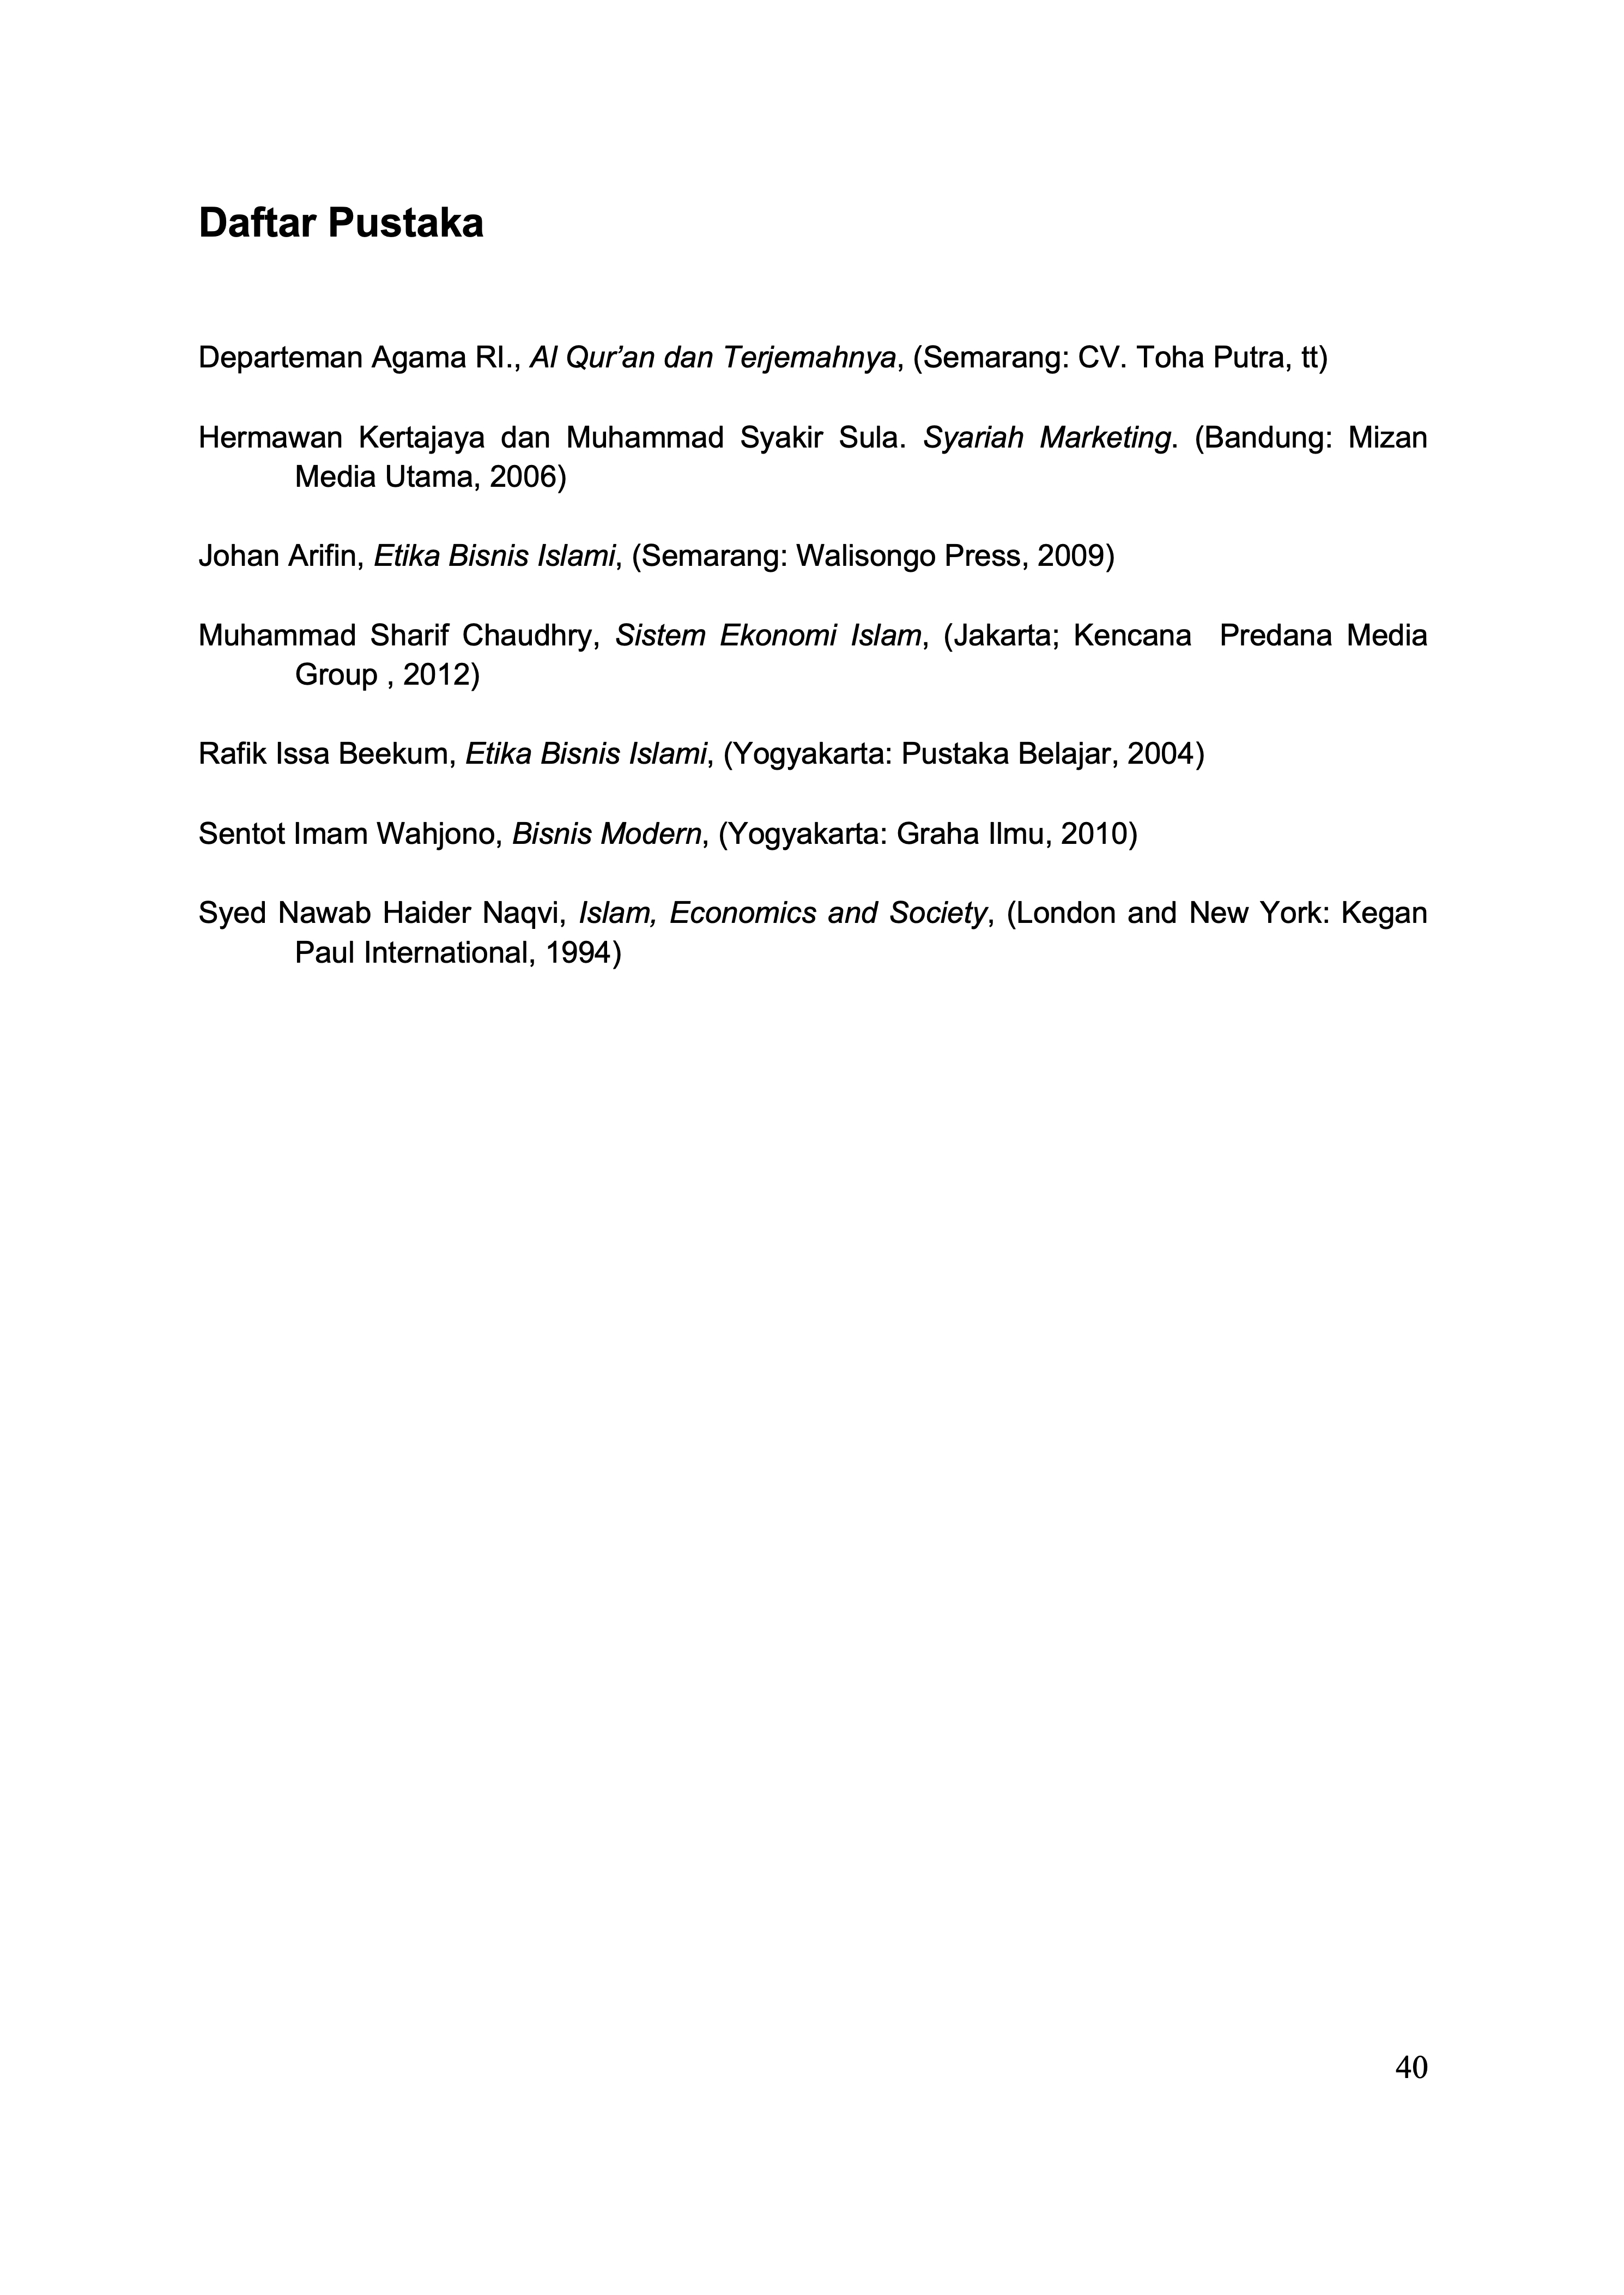 Daftar Pustaka
Departeman Agama RI., Al Qur’an dan Terjemahnya, (Semarang: CV. Toha Putra, tt)
Hermawan Kertajaya dan Muhammad Syakir Sula. Syariah Marketing. (Bandung: Mizan
Media Utama, 2006)
Johan Arifin, Etika Bisnis Islami, (Semarang: Walisongo Press, 2009)
Muhammad Sharif Chaudhry, Sistem Ekonomi Islam, (Jakarta; Kencana  Predana Media
Group , 2012)
Rafik Issa Beekum, Etika Bisnis Islami, (Yogyakarta: Pustaka Belajar, 2004)
Sentot Imam Wahjono, Bisnis Modern, (Yogyakarta: Graha Ilmu, 2010)
Syed Nawab Haider Naqvi, Islam, Economics and Society, (London and New York: Kegan
Paul International, 1994)
40